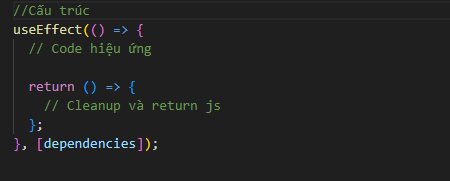 //Cấu trúc
useEffect(() => {
  // Code hiệu ứng

  return () => {
    // Cleanup và return js
  };
}, [dependencies]);